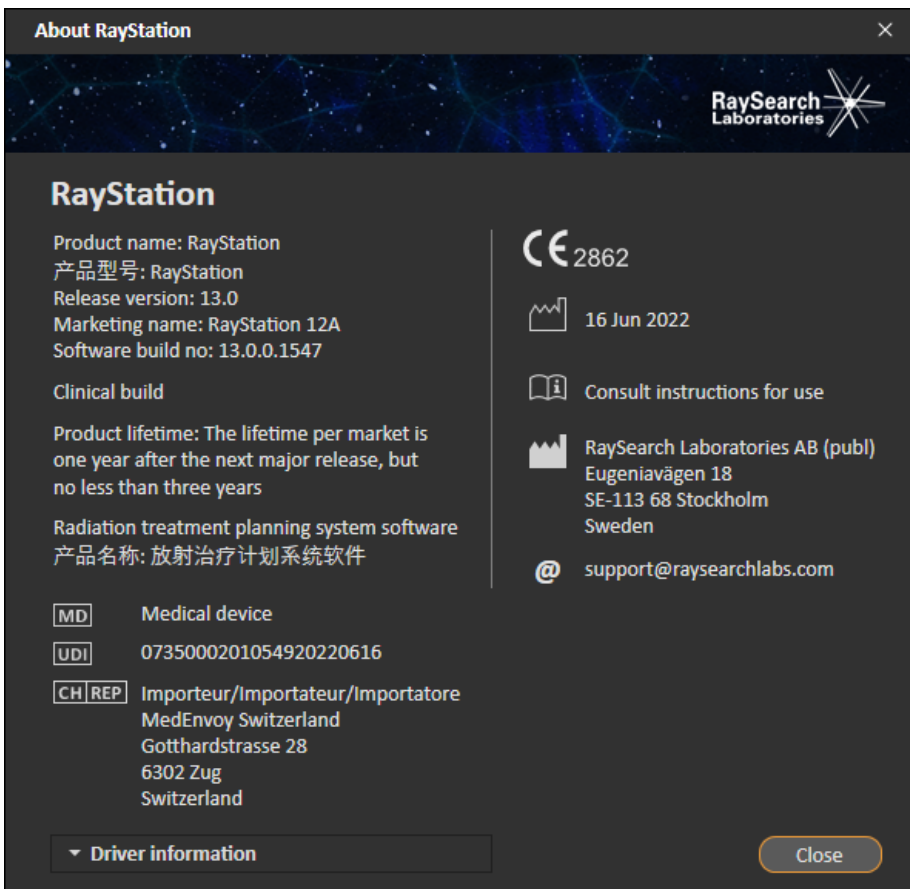 About RayStation
RaySearch
Laboratories
RayStation
Product name: RayStation
产品型号: RayStation
Release version: 13.0
Marketing name: RayStation 12A
Software build no: 13.0.0.1547
Clinical build
Product lifetime: The lifetime per market is
one year after the next major release, but
no less than three years
Radiation treatment planning system software
产品名称: 放射治疗计划系统软件
MD Medical device
UDI 0735000201054920220616
CH REP Importeur/Importateur/Importatore
MedEnvoy Switzerland
Gotthardstrasse 28
6302 Zug
Switzerland
CE 2862
16 Jun 2022
Consult instructions for use
RaySearch Laboratories AB (publ)
Eugeniavägen 18
SE-113 68 Stockholm
Sweden
@ support@raysearchlabs.com
Driver information
Close